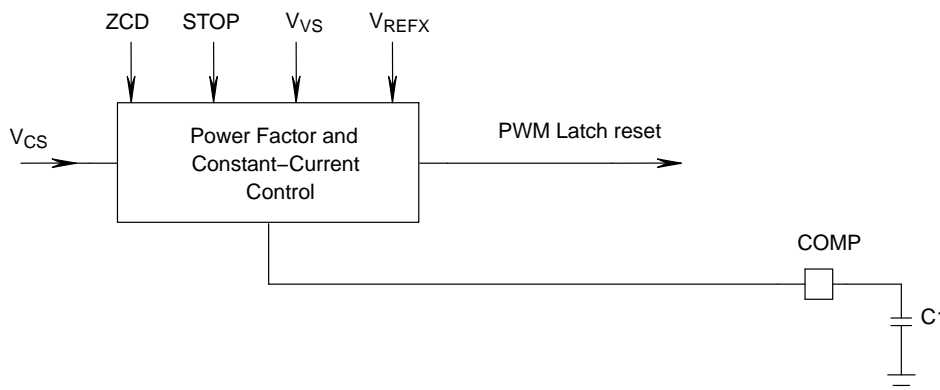 ZCD STOP V_VS V_REFX
V_CS
Power Factor and
Constant−Current
Control
PWM Latch reset
COMP
C1